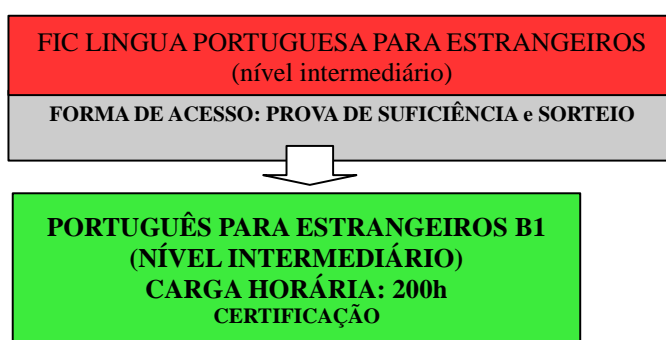 FIC LINGUA PORTUGUESA PARA ESTRANGEIROS
(nível intermediário)
FORMA DE ACESSO: PROVA DE SUFICIÊNCIA e SORTEIO
PORTUGUÊS PARA ESTRANGEIROS B1
(NÍVEL INTERMEDIÁRIO)
CARGA HORÁRIA: 200h
CERTIFICAÇÃO